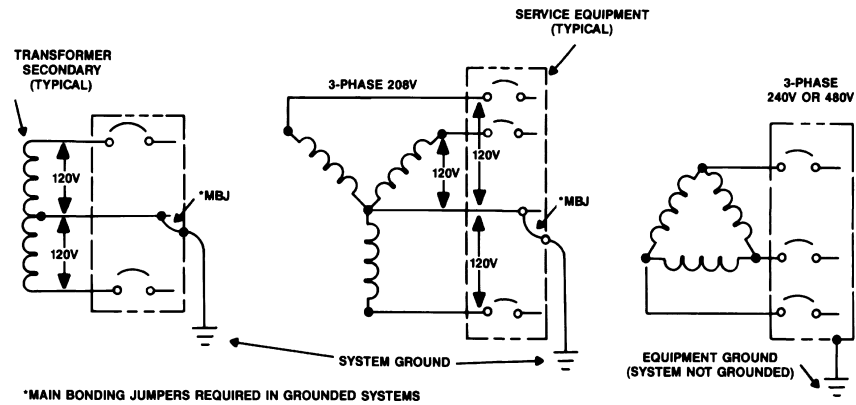 SERVICE EQUIPMENT
(TYPICAL)
TRANSFORMER
SECONDARY
(TYPICAL)
3-PHASE 208V
3-PHASE
240V OR 480V
120V
120V
*MBJ
120V
120V
120V
*MBJ
SYSTEM GROUND
EQUIPMENT GROUND
(SYSTEM NOT GROUNDED)
*MAIN BONDING JUMPERS REQUIRED IN GROUNDED SYSTEMS